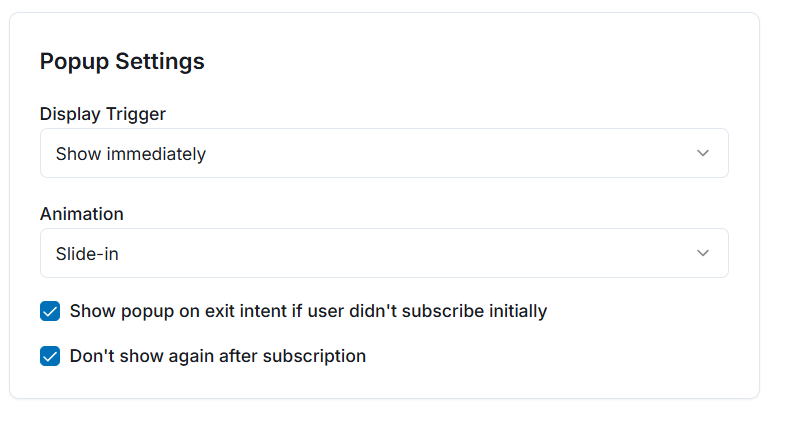 Popup Settings
Display Trigger
Show immediately
Animation
Slide-in
Show popup on exit intent if user didn't subscribe initially
Don't show again after subscription